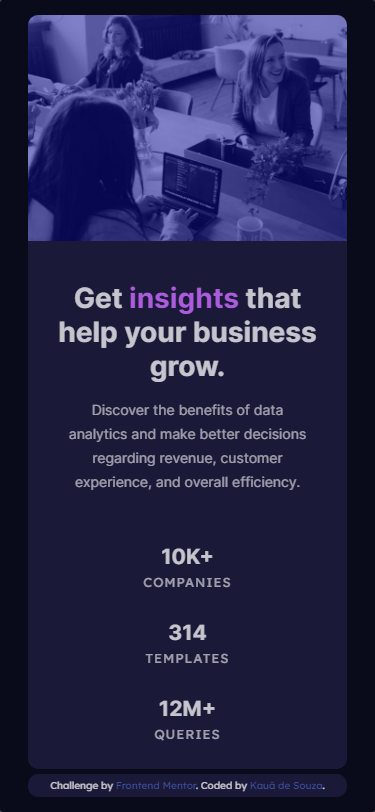 Get insights that
help your business
grow.
Discover the benefits of data
analytics and make better decisions
regarding revenue, customer
experience, and overall efficiency.
10K+
COMPANIES
314
TEMPLATES
12M+
QUERIES
Challenge by Frontend Mentor. Coded by Kauã de Souza.